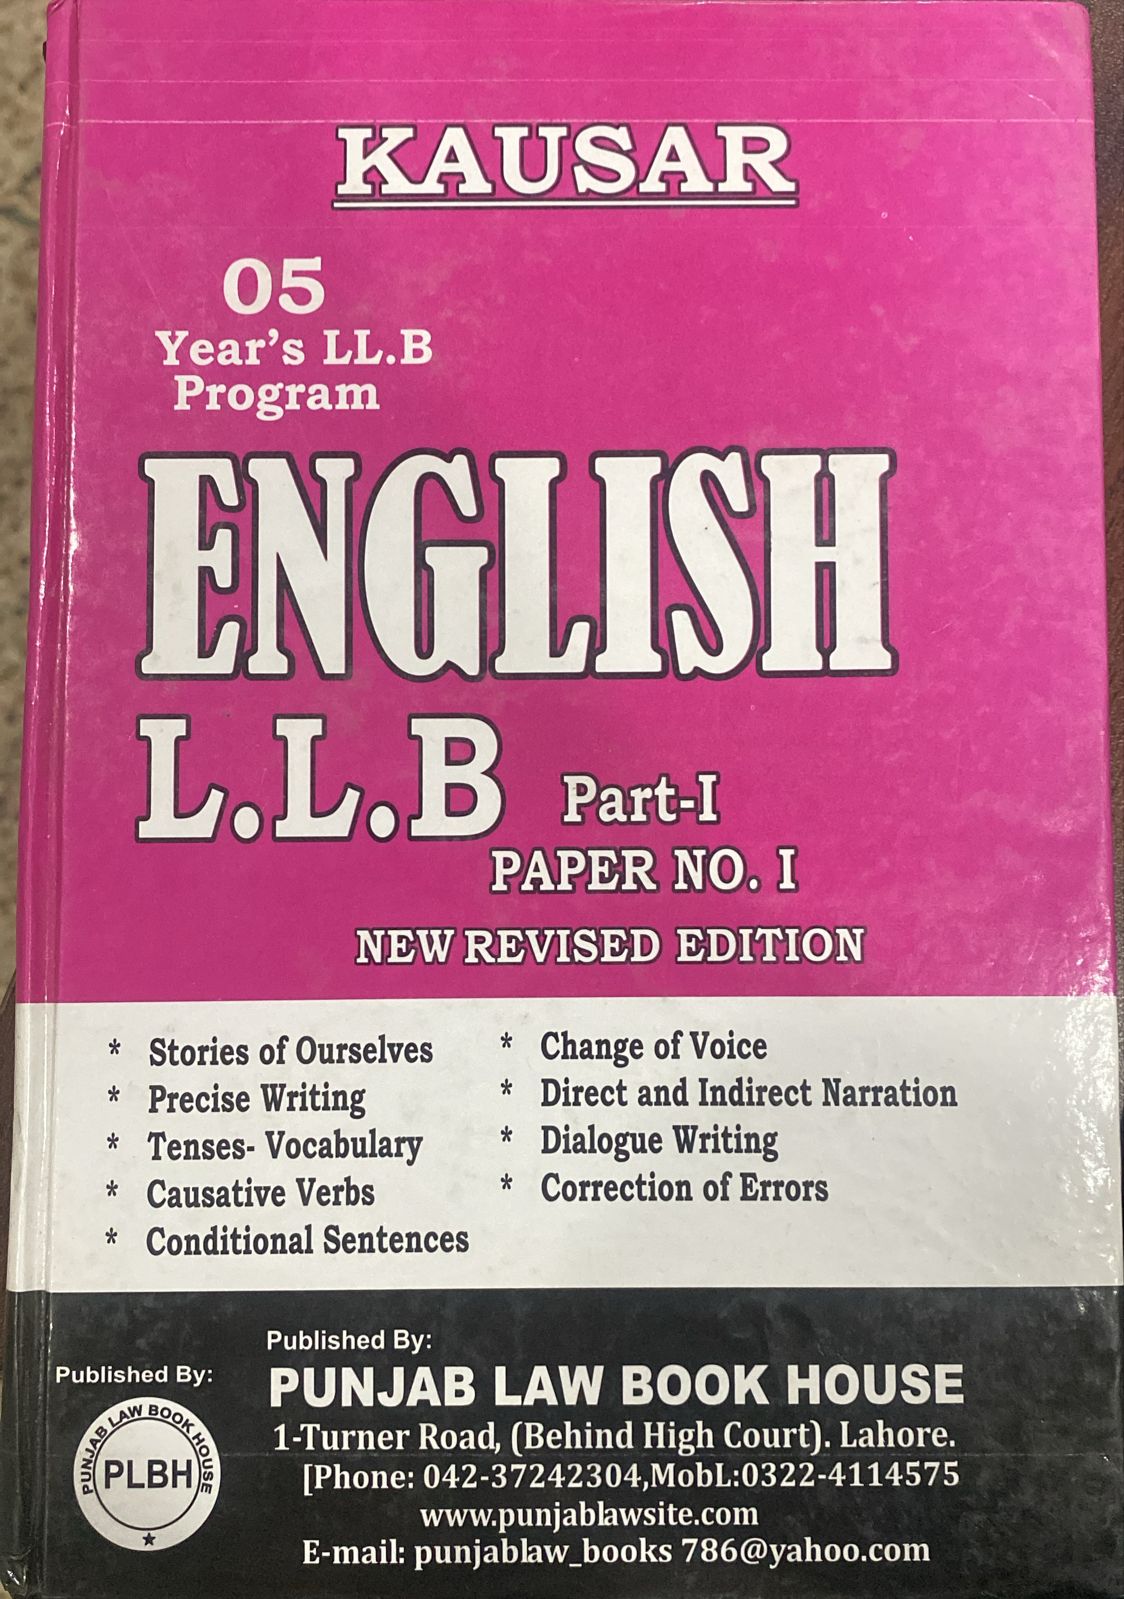 KAUSAR
05
Year's LL.B
Program
ENGLISH
L.L.B Part-I
PAPER NO. I
NEW REVISED EDITION
* Stories of Ourselves
* Precise Writing
* Tenses- Vocabulary
* Causative Verbs
* Conditional Sentences
* Change of Voice
* Direct and Indirect Narration
* Dialogue Writing
* Correction of Errors
Published By:
PUNJAB LAW BOOK HOUSE
PLBH
Published By:
PUNJAB LAW BOOK HOUSE
1-Turner Road, (Behind High Court). Lahore.
[Phone: 042-37242304,MobL:0322-4114575
www.punjablawsite.com
E-mail: punjablaw_books 786@yahoo.com